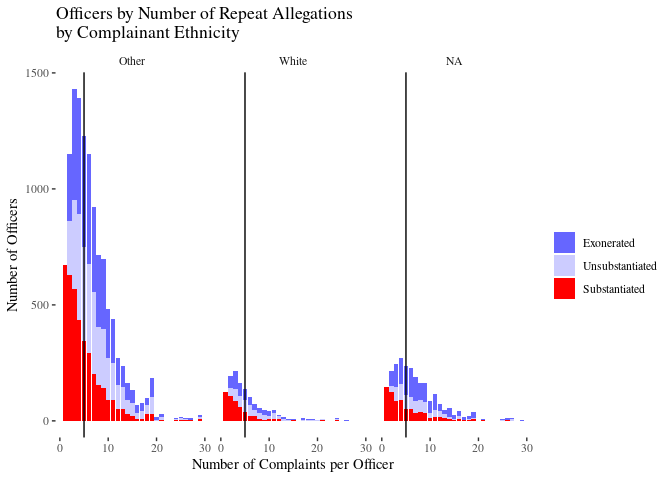 Officers by Number of Repeat Allegations
by Complainant Ethnicity
Other White NA
1500
1000
500
0
Number of Officers
0 10 20 30 0 10 20 30 0 10 20 30
Number of Complaints per Officer
Exonerated
Unsubstantiated
Substantiated